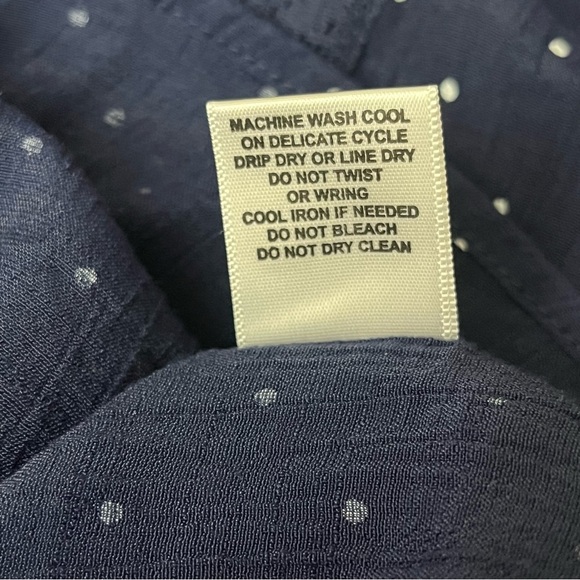 MACHINE WASH COOL
ON DELICATE CYCLE
DRIP DRY OR LINE DRY
DO NOT TWIST
OR WRING
COOL IRON IF NEEDED
DO NOT BLEACH
DO NOT DRY CLEAN